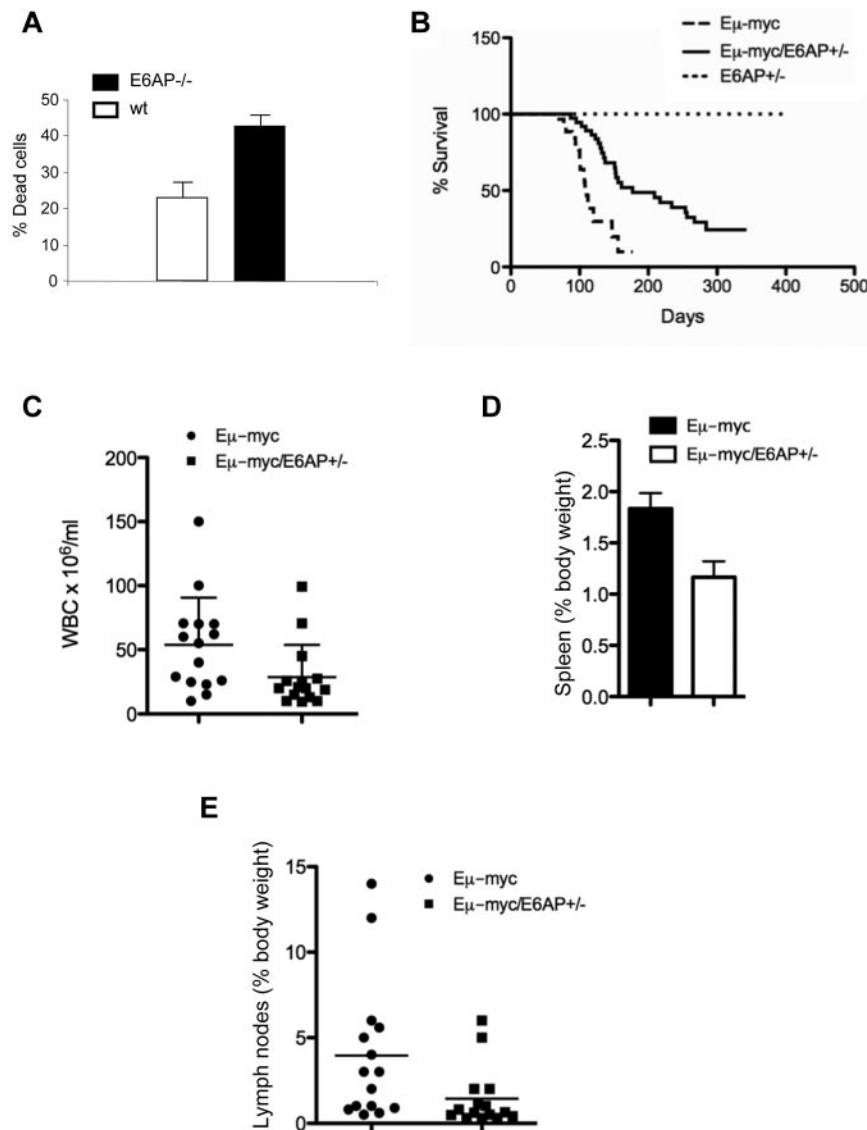 A
E6AP-/-
wt
50
40
30
20
10
0
% Dead cells
B
Eμ-myc
Eμ-myc/E6AP+/-
E6AP+/-
150
100
50
0
% Survival
0 100 200 300 400 500
Days
C
Eμ-myc
Eμ-myc/E6AP+/-
200
150
100
50
0
WBC x 10⁶/ml
D
Eμ-myc
Eμ-myc/E6AP+/-
2.5
2.0
1.5
1.0
0.5
0.0
Spleen (% body weight)
E
Eμ-myc
Eμ-myc/E6AP+/-
15
10
5
0
Lymph nodes (% body weight)